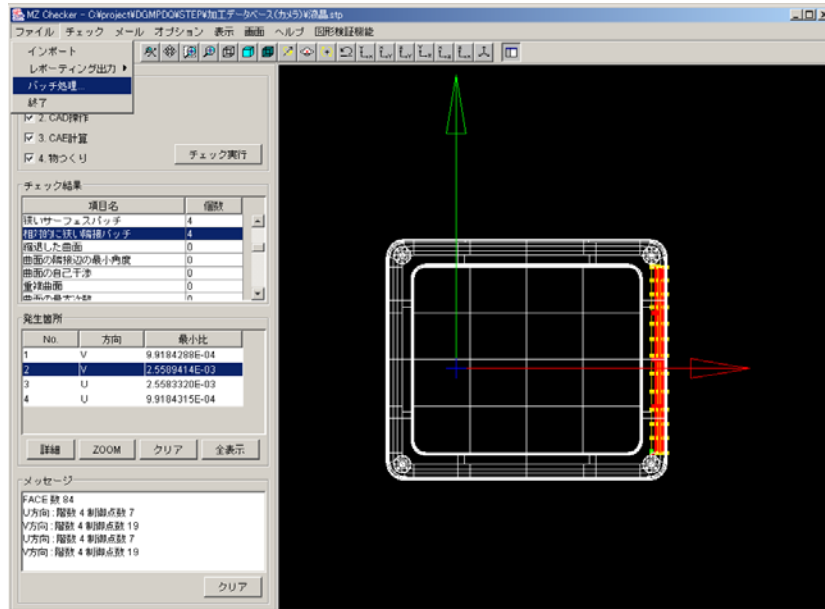 MZ Checker - C:¥project¥DGMPDQ¥STEP¥加工データベース(カメラ)¥液晶.stp
ファイル チェック メール オプション 表示 画面 ヘルプ 図形検証機能
インポート
レポーティング出力
バッチ処理...
終了
2. CAD操作
3. CAE計算
4. 物つくり
チェック実行
チェック結果
項目名 個数
狭いサーフェスパッチ 4
相対的に狭い隣接パッチ 4
縮退した曲面 0
曲面の隣接辺の最小角度 0
曲面の自己干渉 0
重複曲面 0
曲面の最大次数 0
発生箇所
No. 方向 最小比
1 V 9.9184288E-04
2 V 2.5589414E-03
3 U 2.5583320E-03
4 U 9.9184315E-04
詳細 ZOOM クリア 全表示
メッセージ
FACE 数 84
U方向 : 階数 4 制御点数 7
V方向 : 階数 4 制御点数 19
U方向 : 階数 4 制御点数 7
V方向 : 階数 4 制御点数 19
クリア